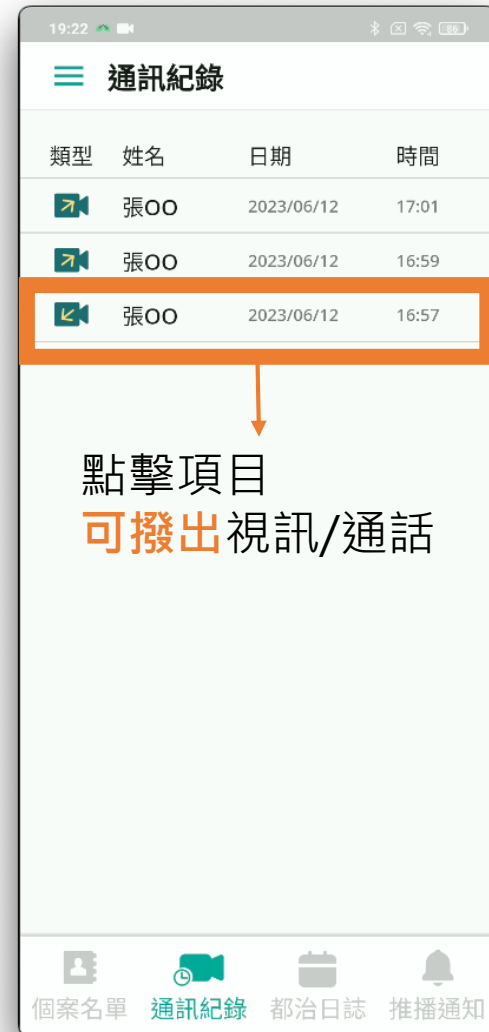 19:22
86
通訊紀錄
類型 姓名 日期 時間
張OO 2023/06/12 17:01
張OO 2023/06/12 16:59
張OO 2023/06/12 16:57
點擊項目
可撥出視訊/通話
個案名單 通訊紀錄 都治日誌 推播通知